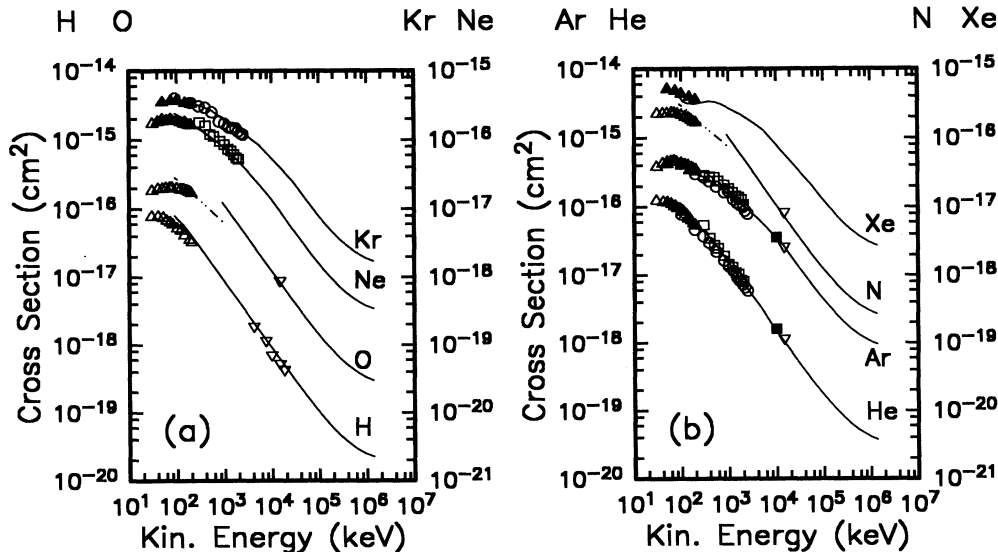 H O Kr Ne Ar He N Xe
10⁻¹⁴ 10⁻¹⁵ 10⁻¹⁴ 10⁻¹⁵
10⁻¹⁵ 10⁻¹⁶ 10⁻¹⁵ 10⁻¹⁶
10⁻¹⁶ 10⁻¹⁷ 10⁻¹⁶ 10⁻¹⁷
10⁻¹⁷ 10⁻¹⁸ 10⁻¹⁷ 10⁻¹⁸
10⁻¹⁸ 10⁻¹⁹ 10⁻¹⁸ 10⁻¹⁹
10⁻¹⁹ 10⁻²⁰ 10⁻¹⁹ 10⁻²⁰
10⁻²⁰ 10⁻²¹ 10⁻²⁰ 10⁻²¹
Cross Section (cm²)
Kr
Ne
O
H
(a)
10¹ 10² 10³ 10⁴ 10⁵ 10⁶ 10⁷
Kin. Energy (keV)
Cross Section (cm²)
Xe
N
Ar
He
(b)
10¹ 10² 10³ 10⁴ 10⁵ 10⁶ 10⁷
Kin. Energy (keV)